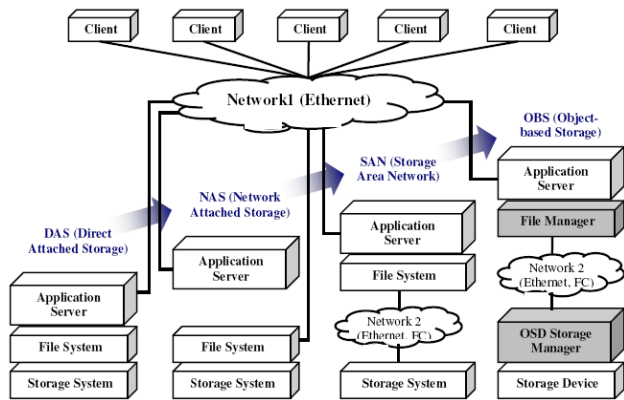 Client
Client
Client
Client
Client
Network1 (Ethernet)
OBS (Object-
based Storage)
SAN (Storage
Area Network)
NAS (Network
Attached Storage)
DAS (Direct
Attached Storage)
Application
Server
File System
Storage System
Application
Server
File System
Storage System
Application
Server
File System
Network 2
(Ethernet, FC)
Storage System
Application
Server
File Manager
Network 2
(Ethernet, FC)
OSD Storage
Manager
Storage Device